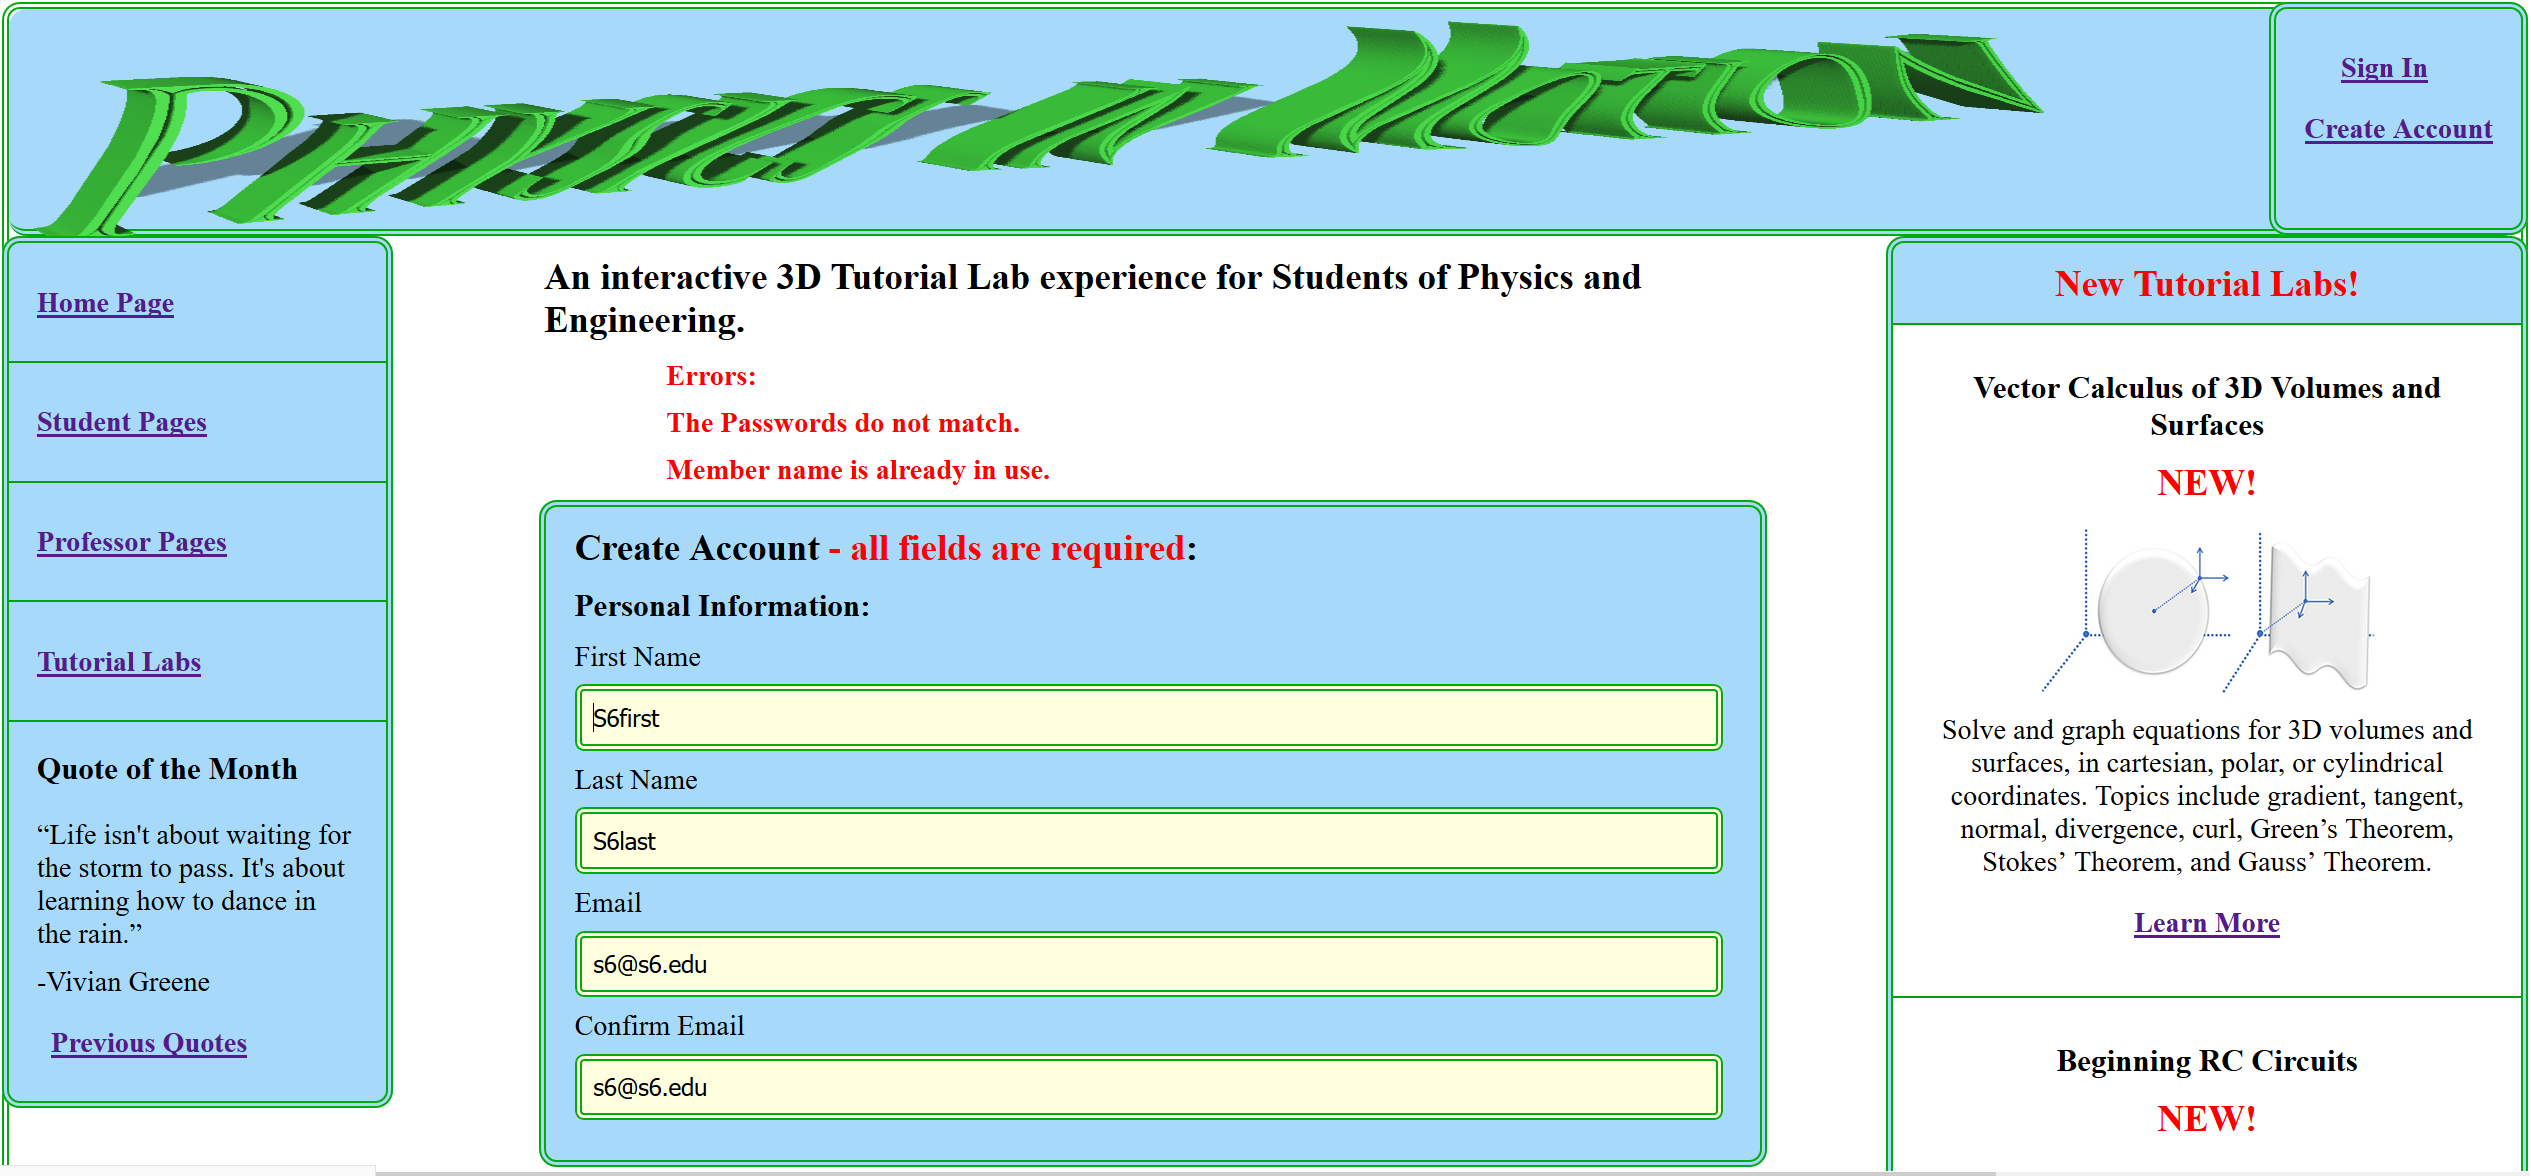 Physics in Motion
Sign In
Create Account
Home Page
Student Pages
Professor Pages
Tutorial Labs
Quote of the Month
“Life isn't about waiting for
the storm to pass. It's about
learning how to dance in
the rain.”
-Vivian Greene
Previous Quotes
An interactive 3D Tutorial Lab experience for Students of Physics and
Engineering.
Errors:
The Passwords do not match.
Member name is already in use.
Create Account - all fields are required:
Personal Information:
First Name
S6first
Last Name
S6last
Email
s6@s6.edu
Confirm Email
s6@s6.edu
New Tutorial Labs!
Vector Calculus of 3D Volumes and
Surfaces
NEW!
Solve and graph equations for 3D volumes and
surfaces, in cartesian, polar, or cylindrical
coordinates. Topics include gradient, tangent,
normal, divergence, curl, Green’s Theorem,
Stokes’ Theorem, and Gauss’ Theorem.
Learn More
Beginning RC Circuits
NEW!